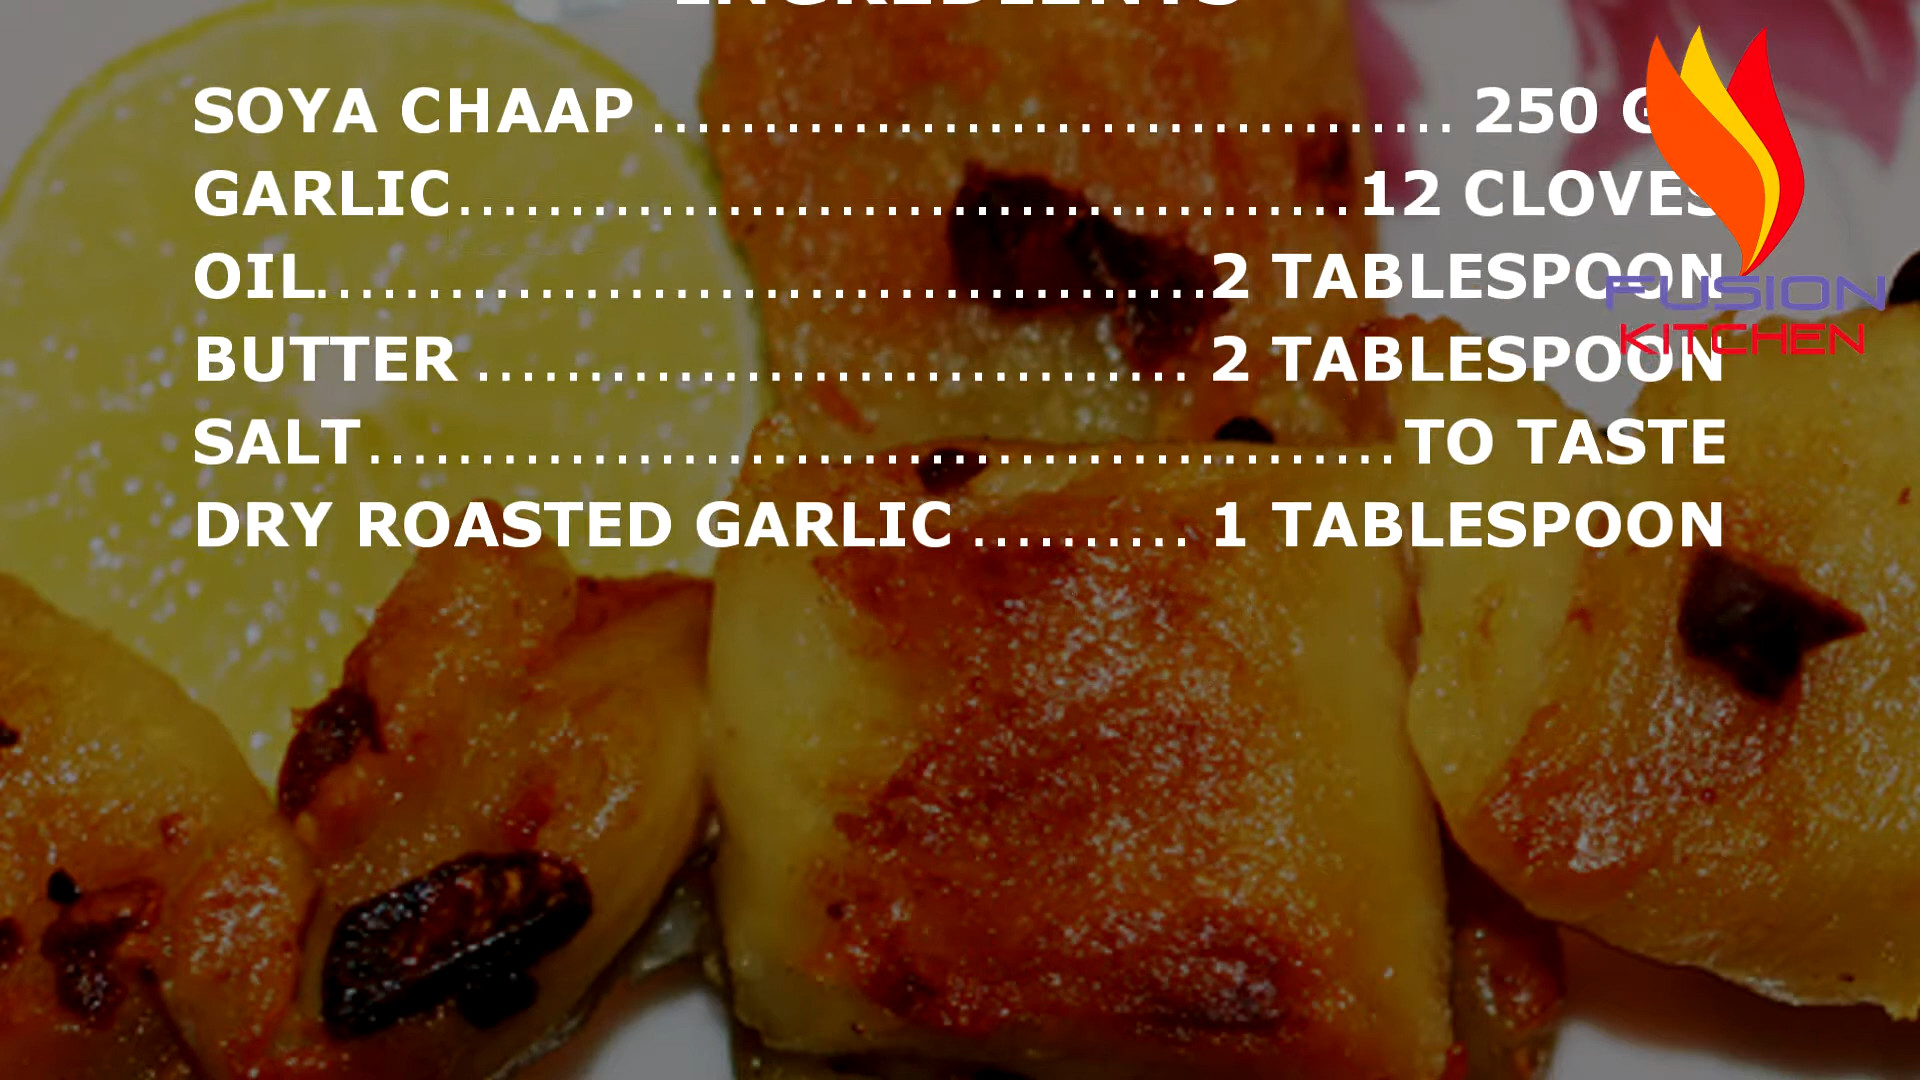 INGREDIENTS
SOYA CHAAP .................................... 250 G
GARLIC........................................12 CLOVES
OIL........................................2 TABLESPOON
BUTTER ................................ 2 TABLESPOON
SALT.............................................. TO TASTE
DRY ROASTED GARLIC .......... 1 TABLESPOON
FUSION
KITCHEN